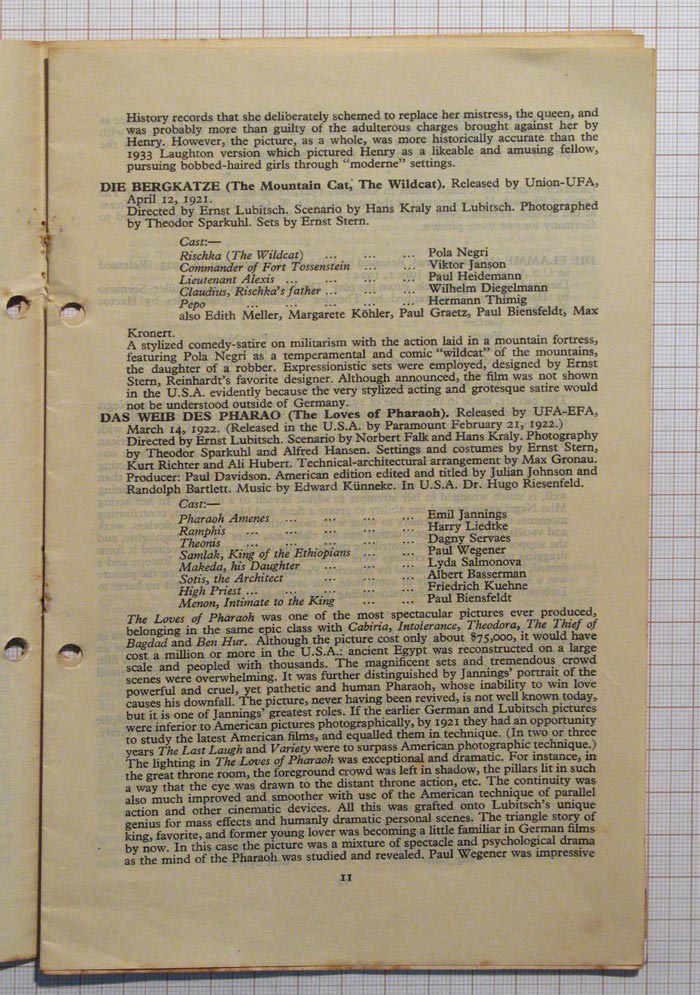 History records that she deliberately schemed to replace her mistress, the queen, and
was probably more than guilty of the adulterous charges brought against her by
Henry. However, the picture, as a whole, was more historically accurate than the
1933 Laughton version which pictured Henry as a likeable and amusing fellow,
pursuing bobbed-haired girls through "moderne" settings.
DIE BERGKATZE (The Mountain Cat, The Wildcat). Released by Union-UFA,
April 12, 1921.
Directed by Ernst Lubitsch. Scenario by Hans Kraly and Lubitsch. Photographed
by Theodor Sparkuhl. Sets by Ernst Stern.
Cast:—
Rischka (The Wildcat) ... ... ... Pola Negri
Commander of Fort Tossenstein ... ... Viktor Janson
Lieutenant Alexis ... ... ... ... Paul Heidemann
Claudius, Rischka's father ... ... ... Wilhelm Diegelmann
Pepo ... ... ... ... ... Hermann Thimig
also Edith Meller, Margarete Köhler, Paul Graetz, Paul Biensfeldt, Max
Kronert.
A stylized comedy-satire on militarism with the action laid in a mountain fortress,
featuring Pola Negri as a temperamental and comic "wildcat" of the mountains,
the daughter of a robber. Expressionistic sets were employed, designed by Ernst
Stern, Reinhardt's favorite designer. Although announced, the film was not shown
in the U.S.A. evidently because the very stylized acting and grotesque satire would
not be understood outside of Germany.
DAS WEIB DES PHARAO (The Loves of Pharaoh). Released by UFA-EFA,
March 14, 1922. (Released in the U.S.A. by Paramount February 21, 1922.)
Directed by Ernst Lubitsch. Scenario by Norbert Falk and Hans Kraly. Photography
by Theodor Sparkuhl and Alfred Hansen. Settings and costumes by Ernst Stern,
Kurt Richter and Ali Hubert. Technical-architectural arrangement by Max Gronau.
Producer: Paul Davidson. American edition edited and titled by Julian Johnson and
Randolph Bartlett. Music by Edward Künneke. In U.S.A. Dr. Hugo Riesenfeld.
Cast:—
Pharaoh Amenes ... ... ... ... Emil Jannings
Ramphis ... ... ... ... ... Harry Liedtke
Theonis ... ... ... ... ... Dagny Servaes
Samlak, King of the Ethiopians ... ... Paul Wegener
Makeda, his Daughter ... ... ... Lyda Salmonova
Sotis, the Architect ... ... ... Albert Basserman
High Priest ... ... ... ... ... Friedrich Kuehne
Menon, Intimate to the King ... ... Paul Biensfeldt
The Loves of Pharaoh was one of the most spectacular pictures ever produced,
belonging in the same epic class with Cabiria, Intolerance, Theodora, The Thief of
Bagdad and Ben Hur. Although the picture cost only about $75,000, it would have
cost a million or more in the U.S.A.: ancient Egypt was reconstructed on a large
scale and peopled with thousands. The magnificent sets and tremendous crowd
scenes were overwhelming. It was further distinguished by Jannings' portrait of the
powerful and cruel, yet pathetic and human Pharaoh, whose inability to win love
causes his downfall. The picture, never having been revived, is not well known today,
but it is one of Jannings' greatest roles. If the earlier German and Lubitsch pictures
were inferior to American pictures photographically, by 1921 they had an opportunity
to study the latest American films, and equalled them in technique. (In two or three
years The Last Laugh and Variety were to surpass American photographic technique.)
The lighting in The Loves of Pharaoh was exceptional and dramatic. For instance, in
the great throne room, the foreground crowd was left in shadow, the pillars lit in such
a way that the eye was drawn to the distant throne action, etc. The continuity was
also much improved and smoother with use of the American technique of parallel
action and other cinematic devices. All this was grafted onto Lubitsch's unique
genius for mass effects and humanly dramatic personal scenes. The triangle story of
king, favorite, and former young lover was becoming a little familiar in German films
by now. In this case the picture was a mixture of spectacle and psychological drama
as the mind of the Pharaoh was studied and revealed. Paul Wegener was impressive
11